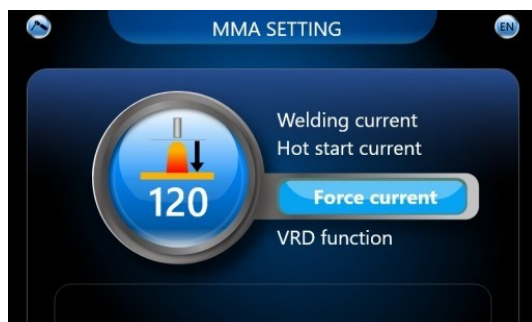 MMA SETTING
EN
Welding current
Hot start current
Force current
120
VRD function